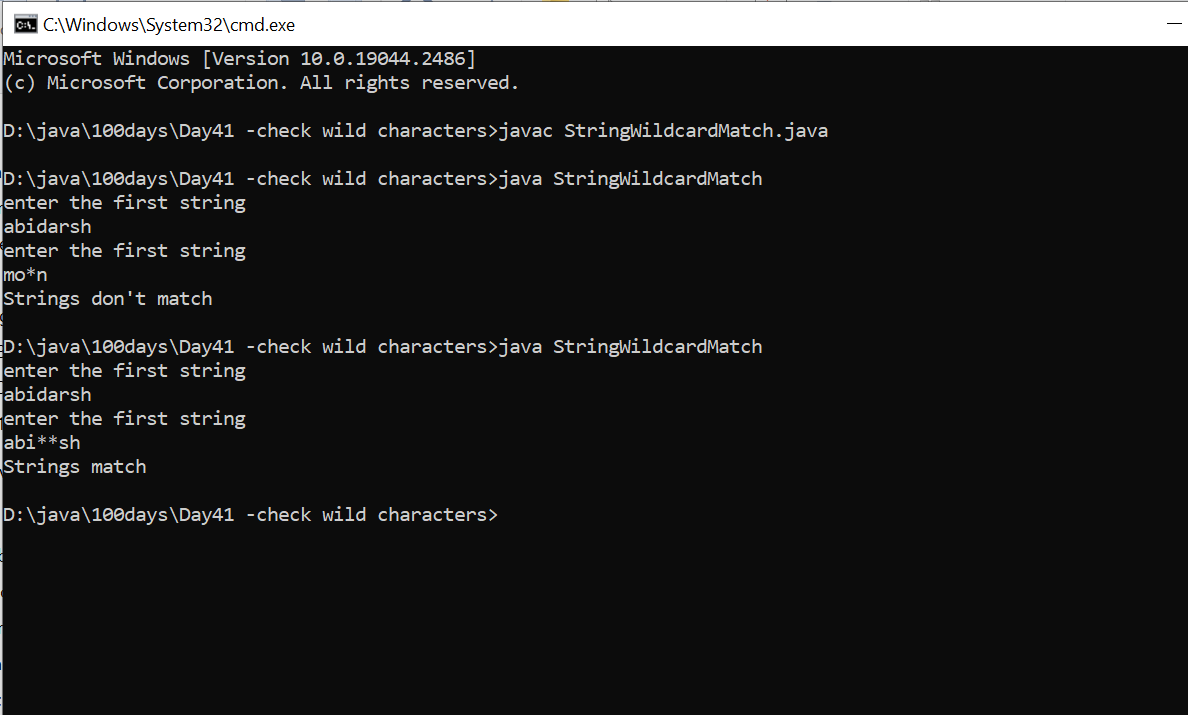 C:\Windows\System32\cmd.exe
Microsoft Windows [Version 10.0.19044.2486]
(c) Microsoft Corporation. All rights reserved.
D:\java\100days\Day41 -check wild characters>javac StringWildcardMatch.java
D:\java\100days\Day41 -check wild characters>java StringWildcardMatch
enter the first string
abidarsh
enter the first string
mo*n
Strings don't match
D:\java\100days\Day41 -check wild characters>java StringWildcardMatch
enter the first string
abidarsh
enter the first string
abi**sh
Strings match
D:\java\100days\Day41 -check wild characters>